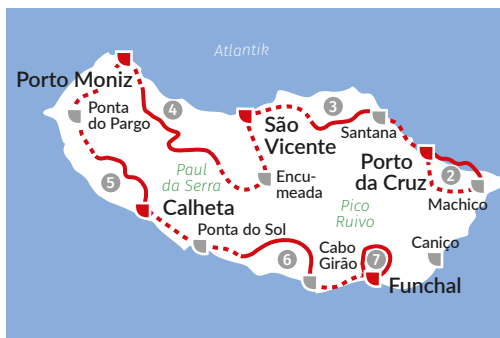 Atlantik
Porto Moniz
Ponta
do Pargo
4
3
São
Vicente
Santana
Porto
da Cruz
2
Machico
5
Paul
da Serra
Encu-
meada
Calheta
Pico
Ruivo
Ponta do Sol
6
Cabo
Girão
7
Caniço
Funchal